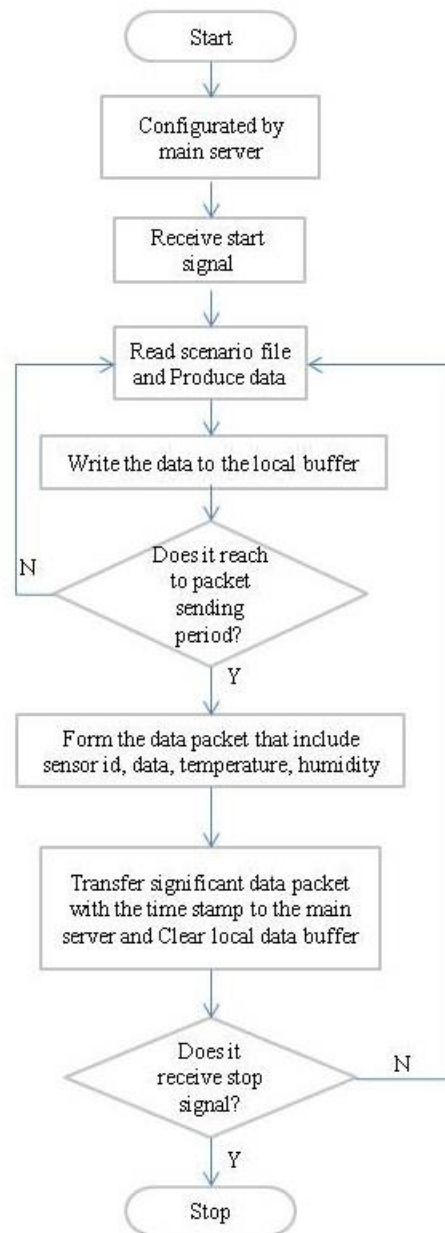 Start
Configurated by
main server
Receive start
signal
Read scenario file
and Produce data
Write the data to the local buffer
Does it reach
to packet
sending
period?
N
Y
Form the data packet that include
sensor id, data, temperature, humidity
Transfer significant data packet
with the time stamp to the main
server and Clear local data buffer
Does it
receive stop
signal?
N
Y
Stop